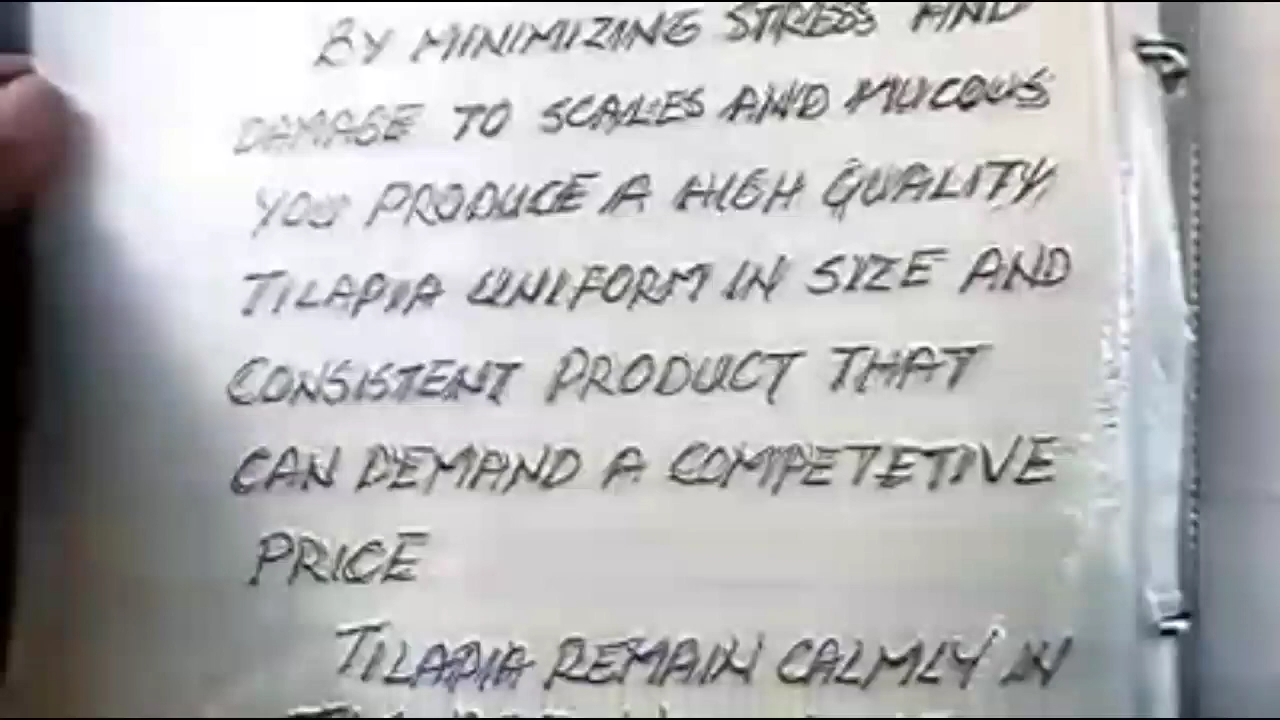 BY MINIMIZING STRESS AND
DAMAGE TO SCALES AND MUCOUS
YOU PRODUCE A HIGH QUALITY
TILAPIA UNIFORM IN SIZE AND
CONSISTENT PRODUCT THAT
CAN DEMAND A COMPETETIVE
PRICE
TILAPIA REMAIN CALMLY IN